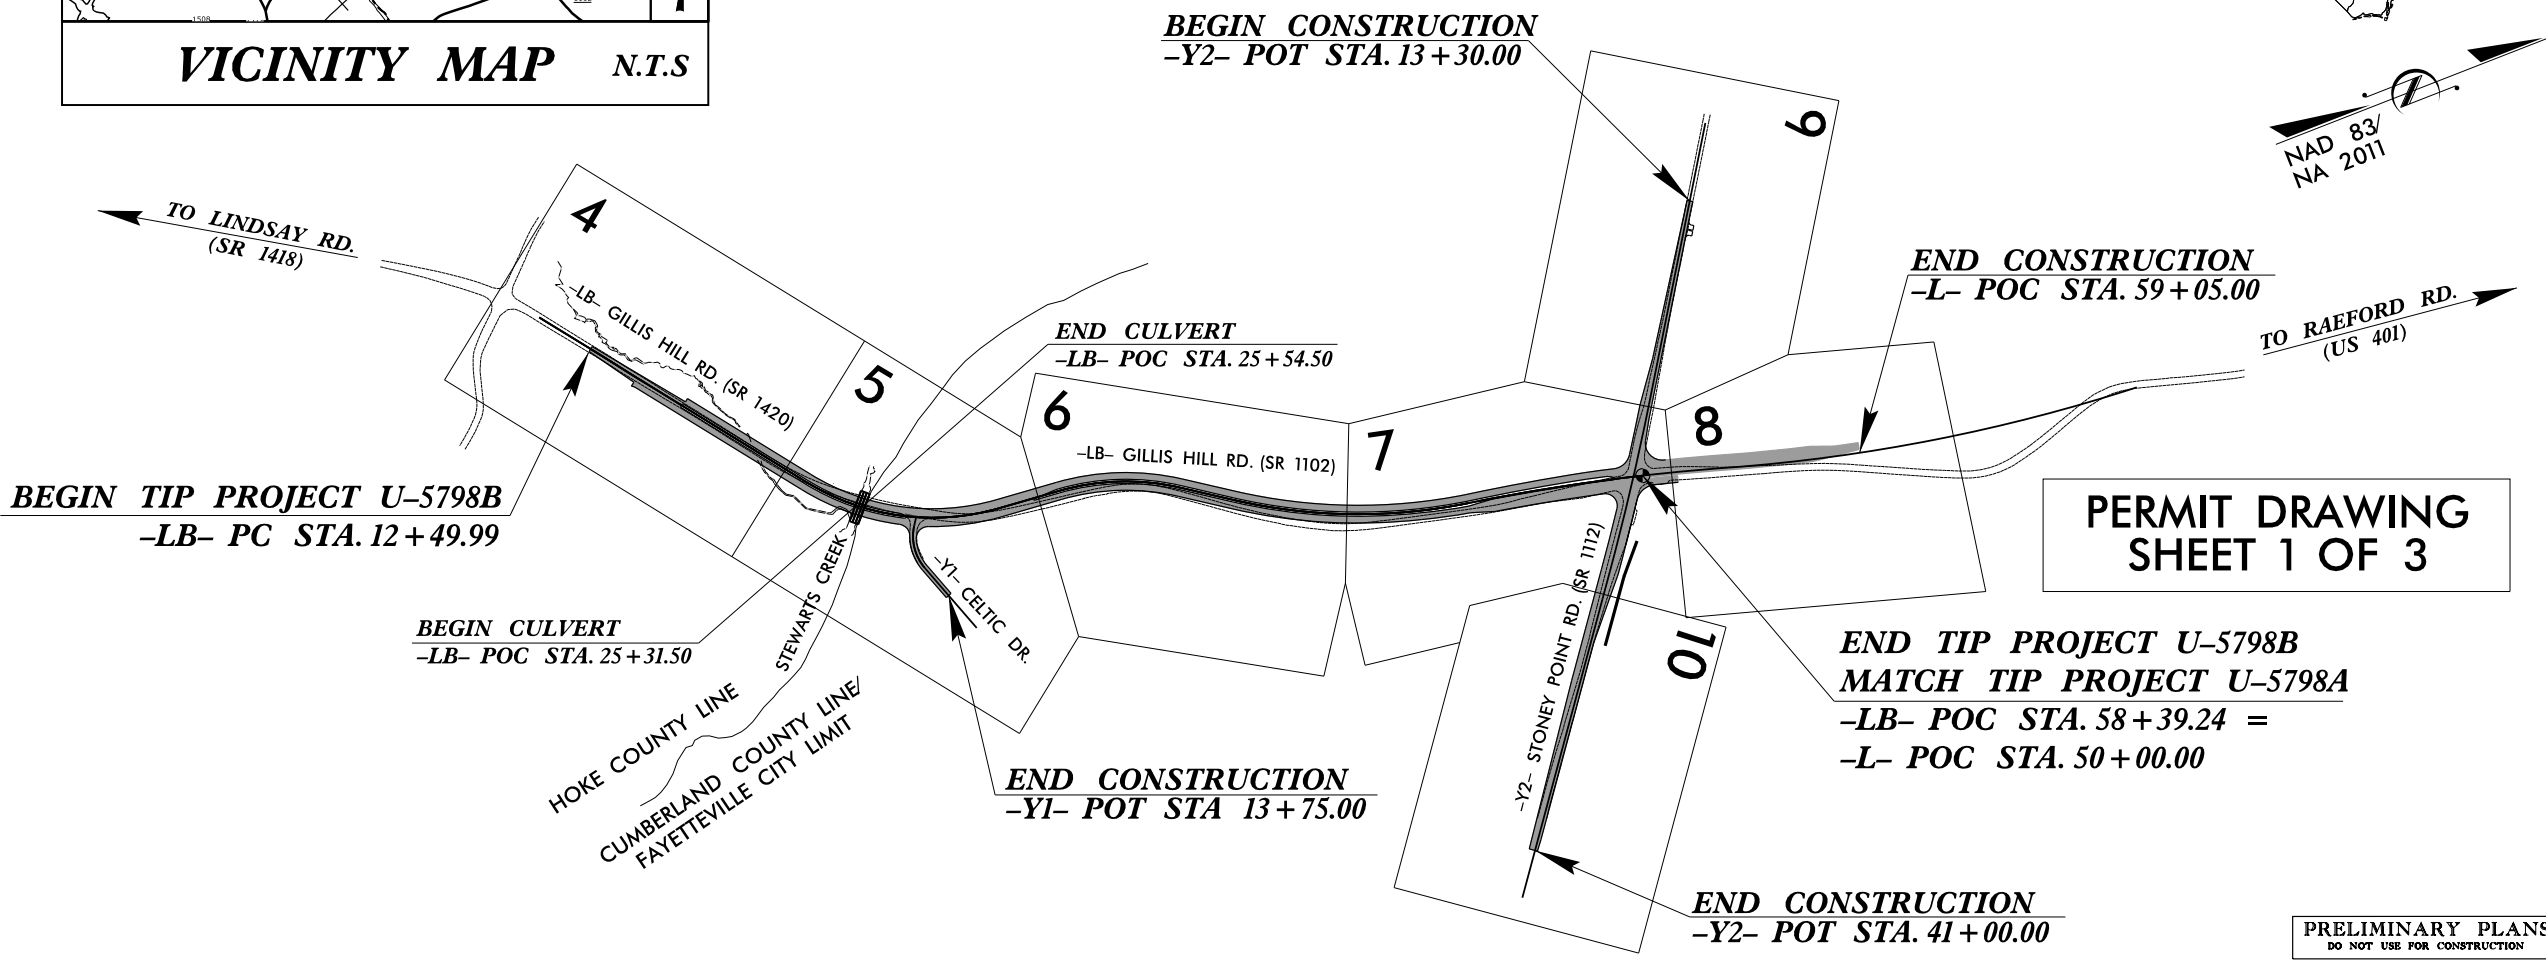 1508
VICINITY MAP N.T.S
BEGIN CONSTRUCTION
–Y2– POT STA. 13+30.00
NAD 83/
NA 2011
TO LINDSAY RD.
(SR 1418)
4
9
END CONSTRUCTION
–L– POC STA. 59+05.00
TO RAEFORD RD.
(US 401)
–LB– GILLIS HILL RD. (SR 1420)
5
END CULVERT
–LB– POC STA. 25+54.50
6
–LB– GILLIS HILL RD. (SR 1102)
7
8
BEGIN TIP PROJECT U–5798B
–LB– PC STA. 12+49.99
PERMIT DRAWING
SHEET 1 OF 3
BEGIN CULVERT
–LB– POC STA. 25+31.50
STEWARTS CREEK
–Y1– CELTIC DR.
–Y2– STONEY POINT RD. (SR 1112)
10
END TIP PROJECT U–5798B
MATCH TIP PROJECT U–5798A
–LB– POC STA. 58+39.24 =
–L– POC STA. 50+00.00
HOKE COUNTY LINE
CUMBERLAND COUNTY LINE/
FAYETTEVILLE CITY LIMIT
END CONSTRUCTION
–Y1– POT STA 13+75.00
END CONSTRUCTION
–Y2– POT STA. 41+00.00
PRELIMINARY PLANS
DO NOT USE FOR CONSTRUCTION